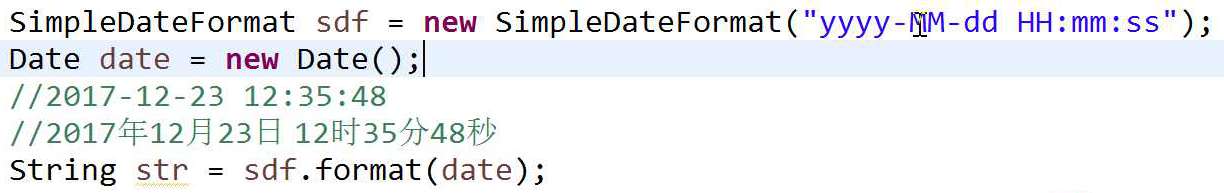 SimpleDateFormat sdf = new SimpleDateFormat("yyyy-MM-dd HH:mm:ss");
Date date = new Date();
//2017-12-23 12:35:48
//2017年12月23日 12时35分48秒
String str = sdf.format(date);